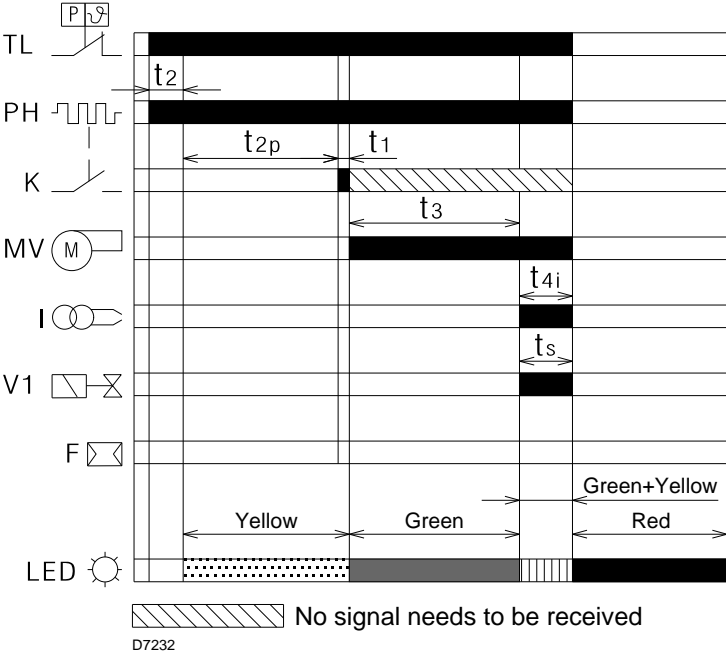 P ϑ
TL
t2
PH
t2p t1
K
t3
MV M
t4i
I
ts
V1
F
Green+Yellow
Yellow Green Red
LED
No signal needs to be received
D7232